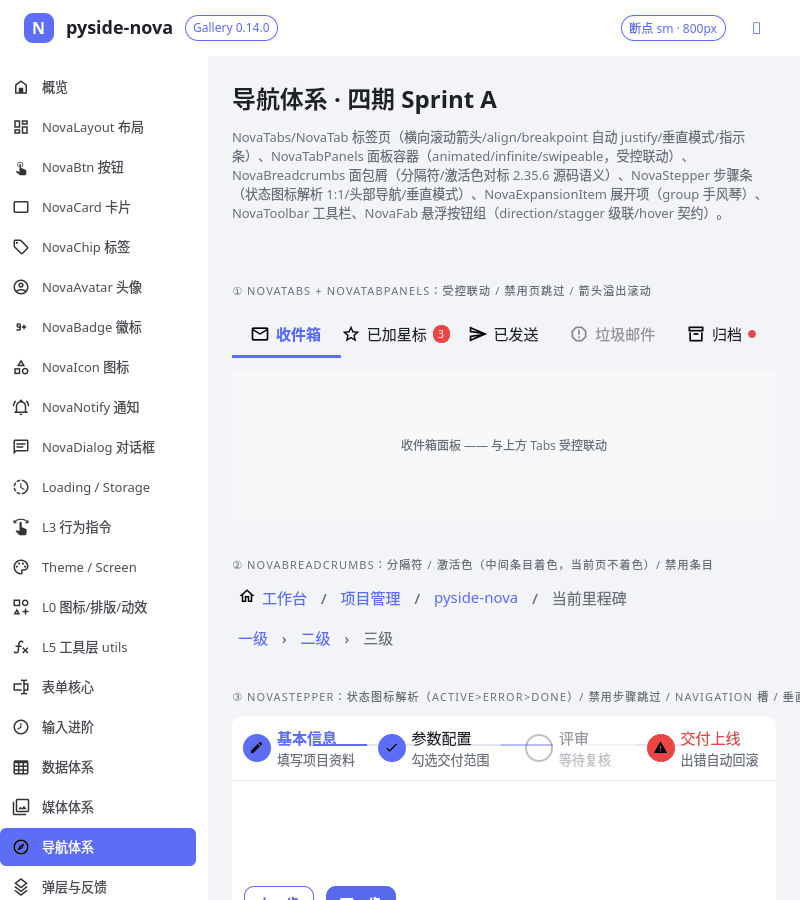 N pyside-nova Gallery 0.14.0 断点 sm · 800px
概览
NovaLayout 布局
NovaBtn 按钮
NovaCard 卡片
NovaChip 标签
NovaAvatar 头像
9+ NovaBadge 徽标
NovaIcon 图标
NovaNotify 通知
NovaDialog 对话框
Loading / Storage
L3 行为指令
Theme / Screen
L0 图标/排版/动效
L5 工具层 utils
表单核心
输入进阶
数据体系
媒体体系
导航体系
弹层与反馈
导航体系 · 四期 Sprint A
NovaTabs/NovaTab 标签页（横向滚动箭头/align/breakpoint 自动 justify/垂直模式/指示
条）、NovaTabPanels 面板容器（animated/infinite/swipeable，受控联动）、
NovaBreadcrumbs 面包屑（分隔符/激活色对标 2.35.6 源码语义）、NovaStepper 步骤条
（状态图标解析 1:1/头部导航/垂直模式）、NovaExpansionItem 展开项（group 手风琴）、
NovaToolbar 工具栏、NovaFab 悬浮按钮组（direction/stagger 级联/hover 契约）。
① NOVATABS + NOVATABPANELS：受控联动 / 禁用页跳过 / 箭头溢出滚动
收件箱 已加星标 3 已发送 垃圾邮件 归档
收件箱面板 —— 与上方 Tabs 受控联动
② NOVABREADCRUMBS：分隔符 / 激活色（中间条目着色，当前页不着色）/ 禁用条目
工作台 / 项目管理 / pyside-nova / 当前里程碑
一级 › 二级 › 三级
③ NOVASTEPPER：状态图标解析（ACTIVE>ERROR>DONE）/ 禁用步骤跳过 / NAVIGATION 槽 / 垂
基本信息 参数配置 评审 交付上线
填写项目资料 勾选交付范围 等待复核 出错自动回滚